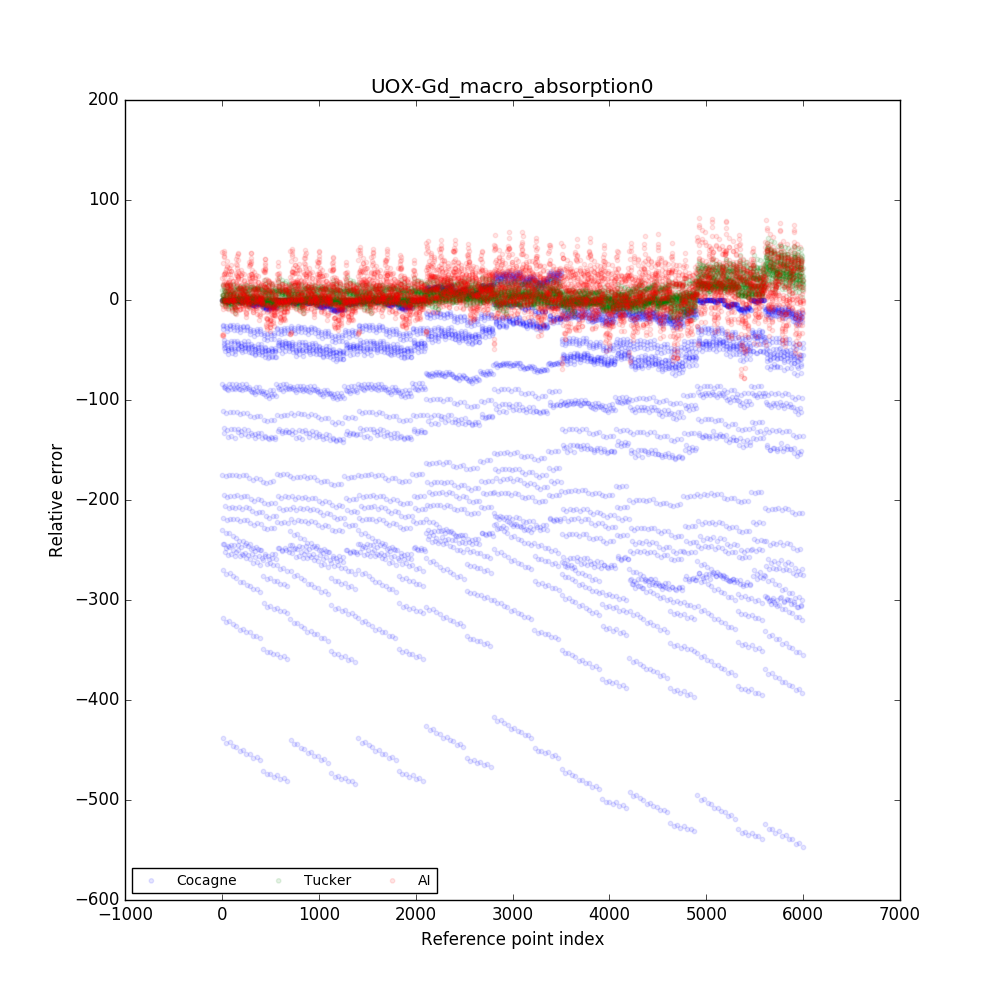 UOX-Gd_macro_absorption0
200
100
0
−100
−200
−300
−400
−500
−600
Relative error
Cocagne Tucker AI
−1000 0 1000 2000 3000 4000 5000 6000 7000
Reference point index